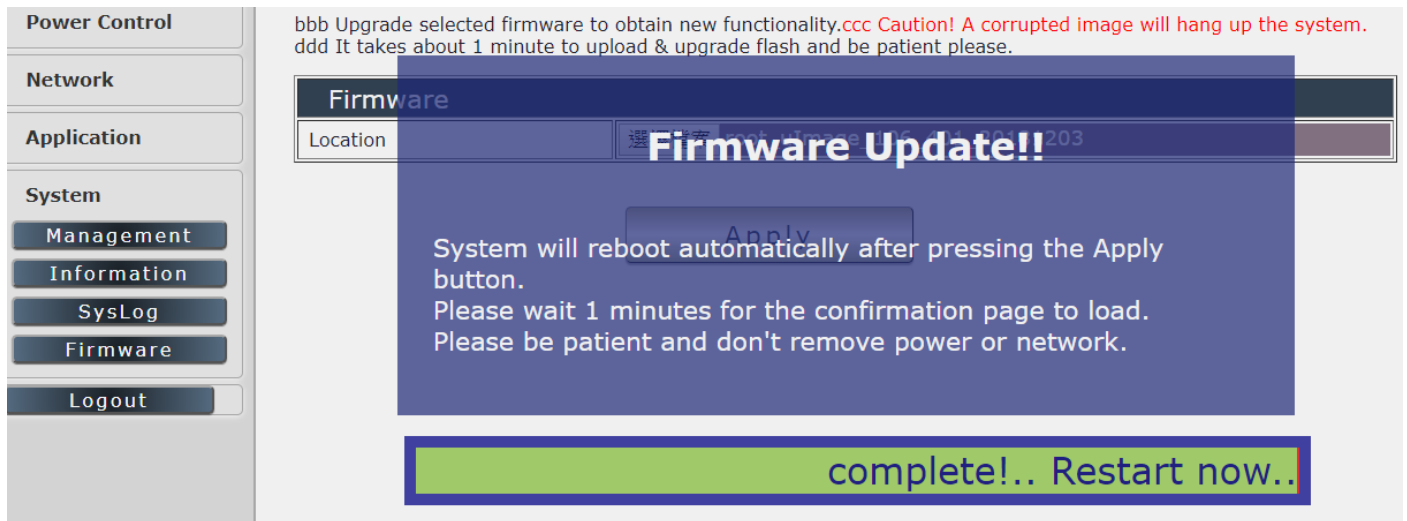 Power Control
Network
Application
System
Management
Information
SysLog
Firmware
Logout
bbb Upgrade selected firmware to obtain new functionality.ccc Caution! A corrupted image will hang up the system.
ddd It takes about 1 minute to upload & upgrade flash and be patient please.
Firmware
Location
Firmware Update!!
Apply
System will reboot automatically after pressing the Apply
button.
Please wait 1 minutes for the confirmation page to load.
Please be patient and don't remove power or network.
complete!.. Restart now..